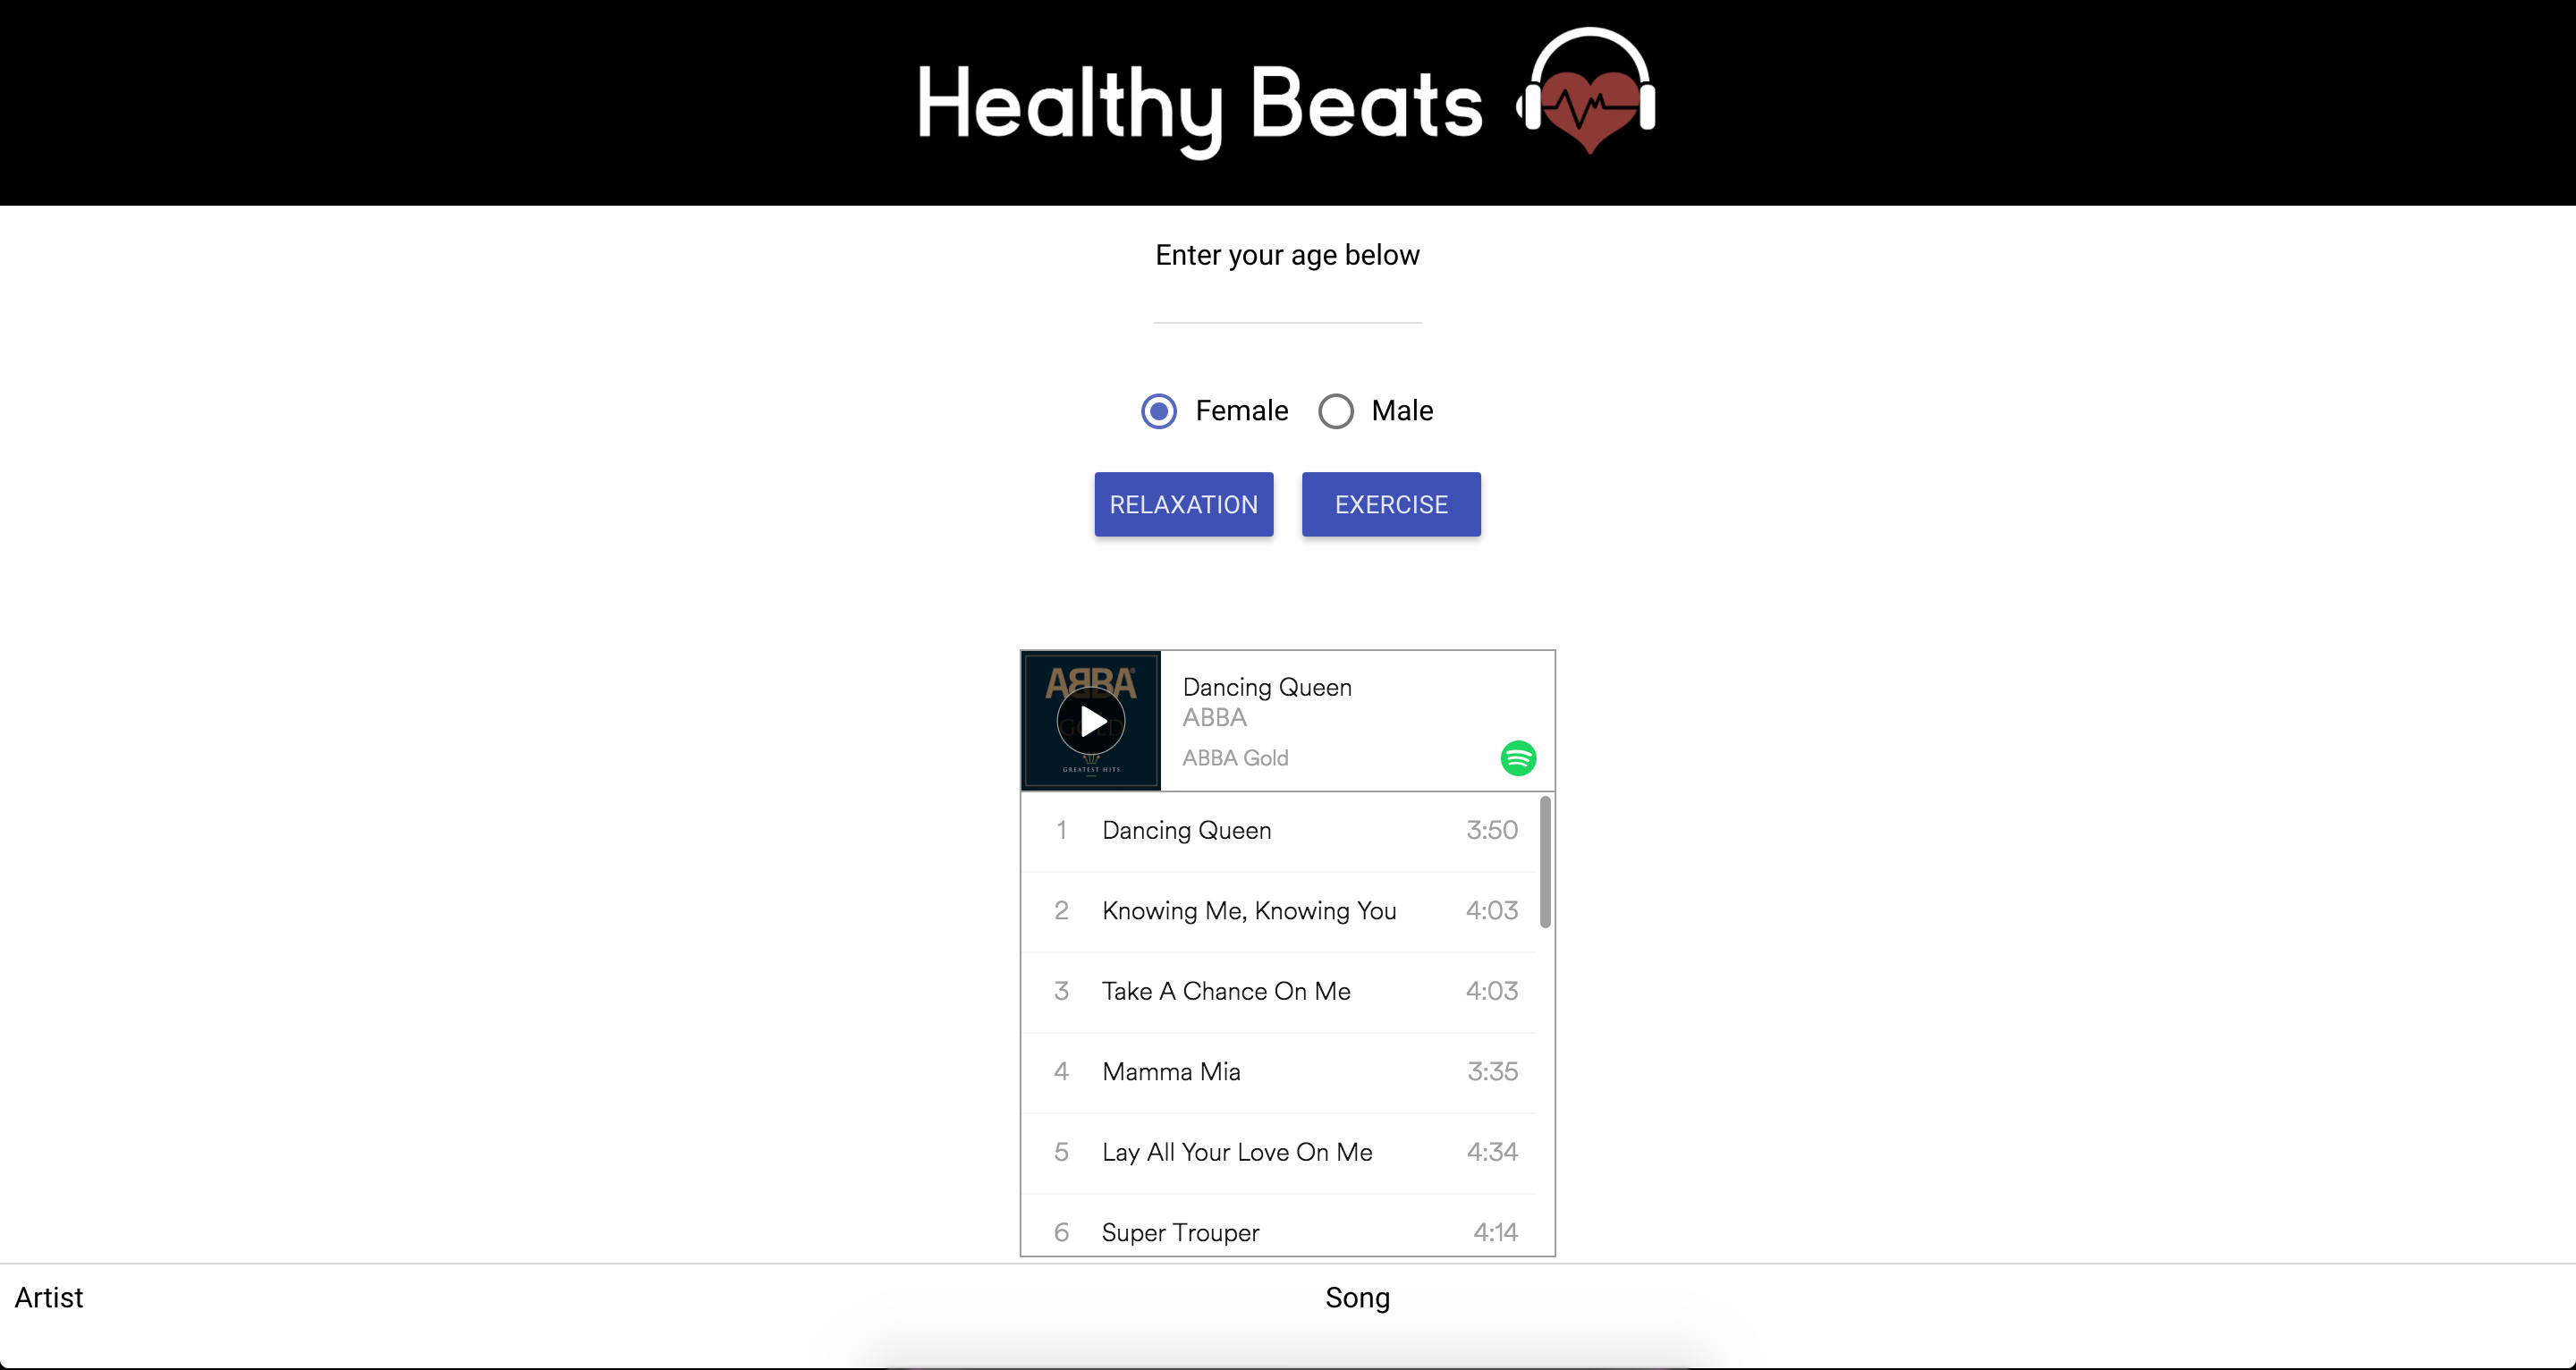 Healthy Beats
Enter your age below
Female Male
RELAXATION EXERCISE
ABBA
GOLD
GREATEST HITS
Dancing Queen
ABBA
ABBA Gold
1 Dancing Queen 3:50
2 Knowing Me, Knowing You 4:03
3 Take A Chance On Me 4:03
4 Mamma Mia 3:35
5 Lay All Your Love On Me 4:34
6 Super Trouper 4:14
Artist Song